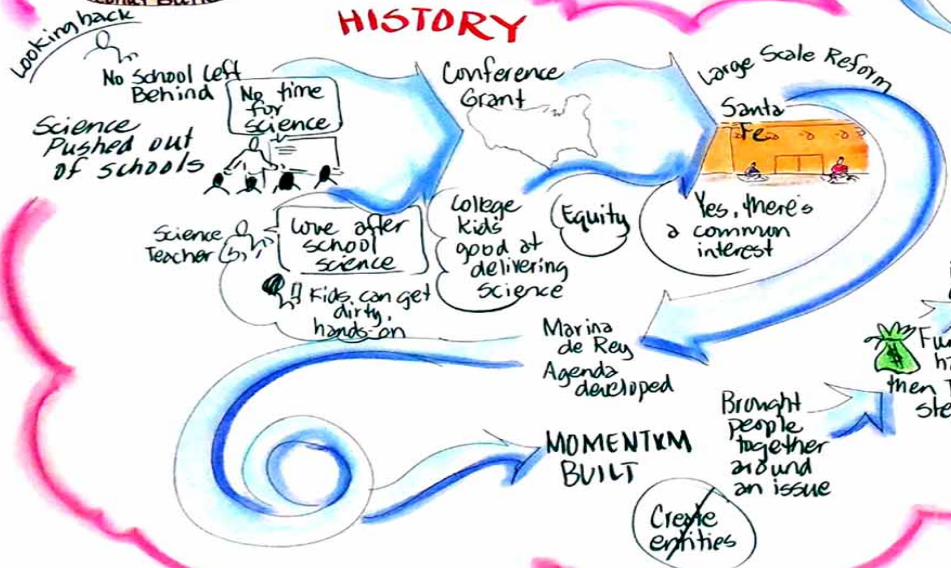 HISTORY
Looking back
No School Left
Behind
No time
for
science
Science
Pushed out
of schools
Conference
Grant
Large Scale Reform
Santa
Fe
Science
Teacher
Love after
school
science
Kids can get
dirty,
hands-on
College
kids
good at
delivering
science
Equity
Yes, there's
a common
interest
Marina
de Rey
Agenda
developed
MOMENTUM
BUILT
Brought
people
together
around
an issue
Create
entities
$
then